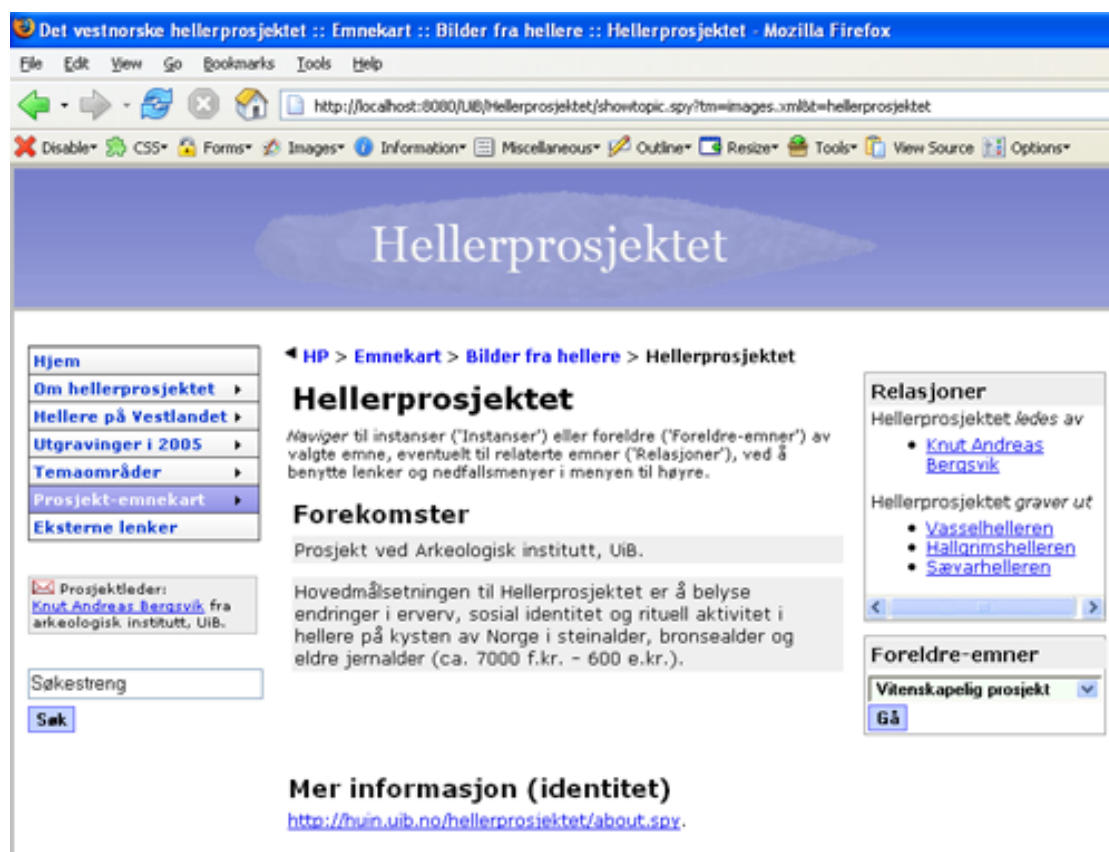 Det vestnorske hellerprosjektet :: Emnekart :: Bilder fra hellere :: Hellerprosjektet - Mozilla Firefox
File Edit View Go Bookmarks Tools Help
http://localhost:8080/UiB/Hellerprosjektet/showtopic.spy?tm=images.xml&t=hellerprosjektet
Disable CSS Forms Images Information Miscellaneous Outline Resize Tools View Source Options
Hellerprosjektet
Hjem
Om hellerprosjektet
Hellere på Vestlandet
Utgravinger i 2005
Temaområder
Prosjekt-emnekart
Eksterne lenker
Prosjektleder:
Knut Andreas Bergsvik fra
arkeologisk institutt, UiB.
Søkestreng
Søk
HP > Emnekart > Bilder fra hellere > Hellerprosjektet
Hellerprosjektet
Naviger til instanser ('Instanser') eller foreldre ('Foreldre-emner') av
valgte emne, eventuelt til relaterte emner ('Relasjoner'), ved å
benytte lenker og nedfallsmenyer i menyen til høyre.
Forekomster
Prosjekt ved Arkeologisk institutt, UiB.
Hovedmålsetningen til Hellerprosjektet er å belyse
endringer i erverv, sosial identitet og rituell aktivitet i
hellere på kysten av Norge i steinalder, bronsealder og
eldre jernalder (ca. 7000 f.kr. - 600 e.kr.).
Mer informasjon (identitet)
http://huin.uib.no/hellerprosjektet/about.spy.
Relasjoner
Hellerprosjektet ledes av
Knut Andreas
Bergsvik
Hellerprosjektet graver ut
Vasselhelleren
Hallgrimshelleren
Sævarhelleren
Foreldre-emner
Vitenskapelig prosjekt
Gå